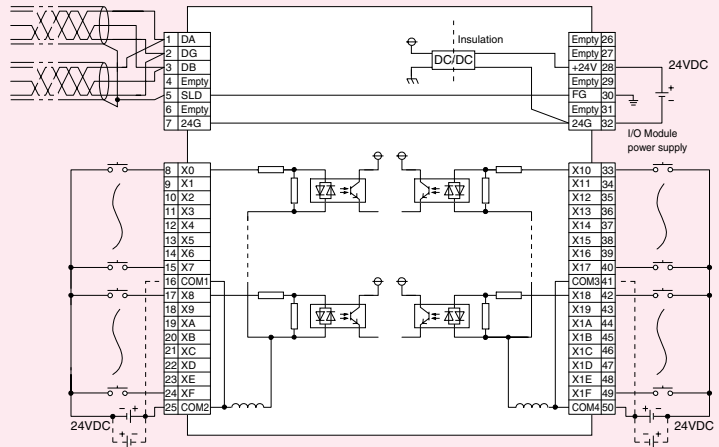 1 DA
2 DG
3 DB
4 Empty
5 SLD
6 Empty
7 24G
Insulation
DC/DC
Empty 26
Empty 27
+24V 28
Empty 29
FG 30
Empty 31
24G 32
24VDC
+
−
I/O Module
power supply
8 X0
9 X1
10 X2
11 X3
12 X4
13 X5
14 X6
15 X7
16 COM1
17 X8
18 X9
19 XA
20 XB
21 XC
22 XD
23 XE
24 XF
25 COM2
X10 33
X11 34
X12 35
X13 36
X14 37
X15 38
X16 39
X17 40
COM3 41
X18 42
X19 43
X1A 44
X1B 45
X1C 46
X1D 47
X1E 48
X1F 49
COM4 50
− +
24VDC
− +
+ −
24VDC
+ −